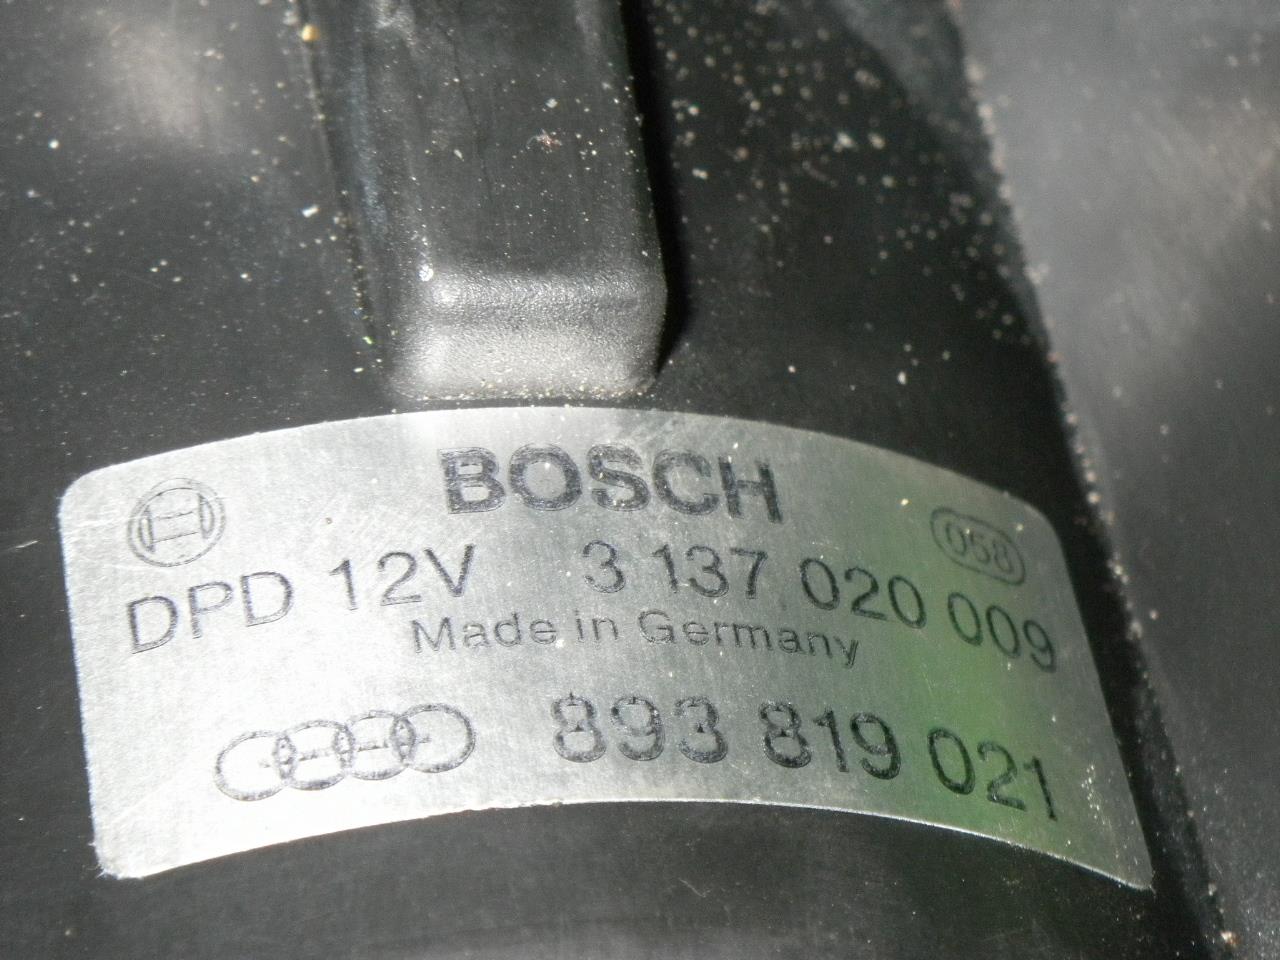 BOSCH
058
DPD 12V 3 137 020 009
Made in Germany
893 819 021